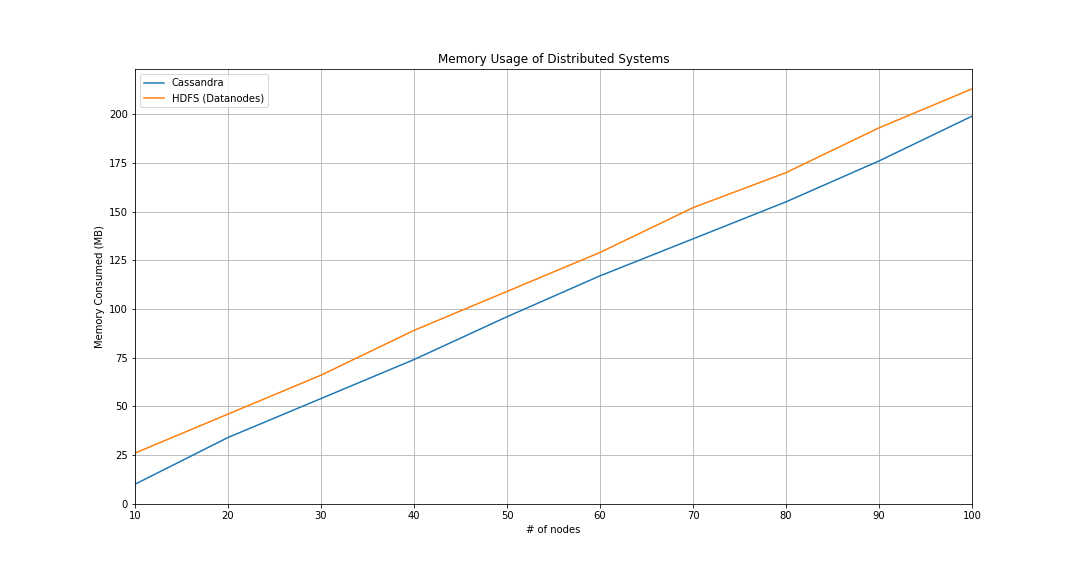 Memory Usage of Distributed Systems
Cassandra
HDFS (Datanodes)
Memory Consumed (MB)
200
175
150
125
100
75
50
25
0
10 20 30 40 50 60 70 80 90 100
# of nodes